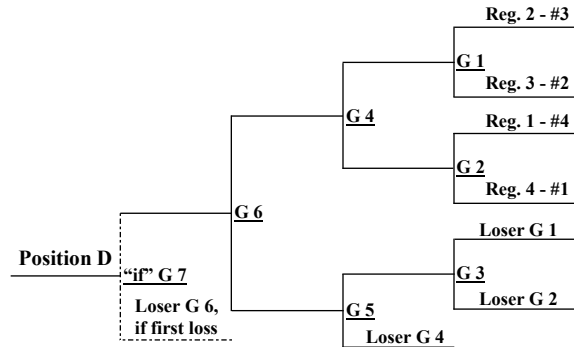 Reg. 2 - #3
G 1
Reg. 3 - #2
G 4
Reg. 1 - #4
G 2
Reg. 4 - #1
G 6
Loser G 1
Position D
"if" G 7
G 3
Loser G 6,
if first loss
G 5
Loser G 2
Loser G 4